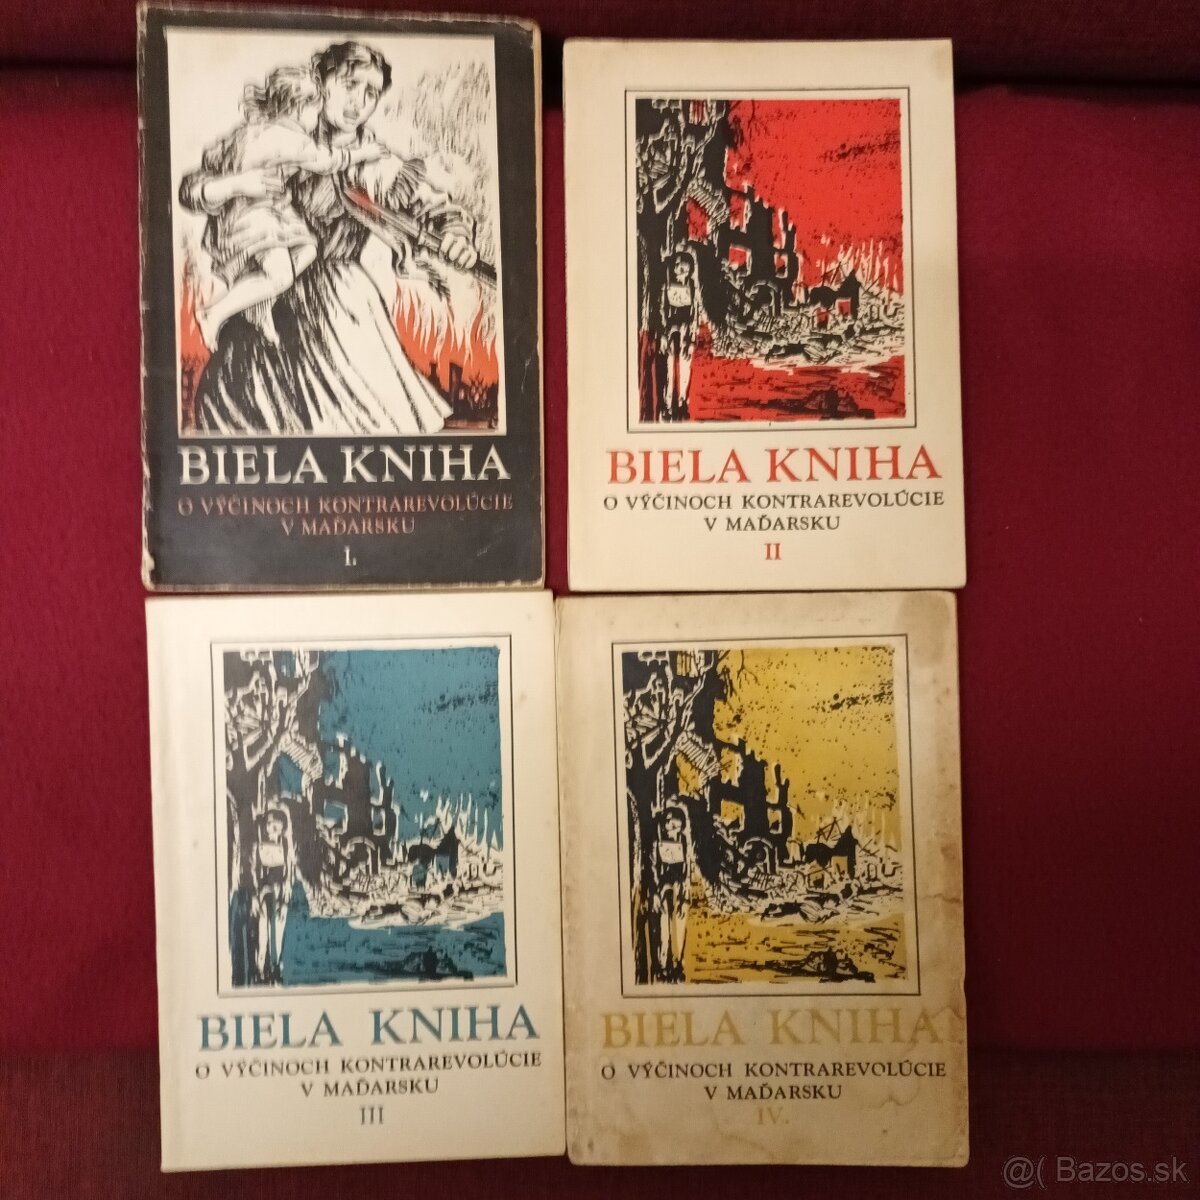 BIELA KNIHA
O VÝČINOCH KONTRAREVOLÚCIE
V MAĎARSKU
I.
BIELA KNIHA
O VÝČINOCH KONTRAREVOLÚCIE
V MAĎARSKU
II
BIELA KNIHA
O VÝČINOCH KONTRAREVOLÚCIE
V MAĎARSKU
III
BIELA KNIHA
O VÝČINOCH KONTRAREVOLÚCIE
V MAĎARSKU
IV.
@( Bazos.sk